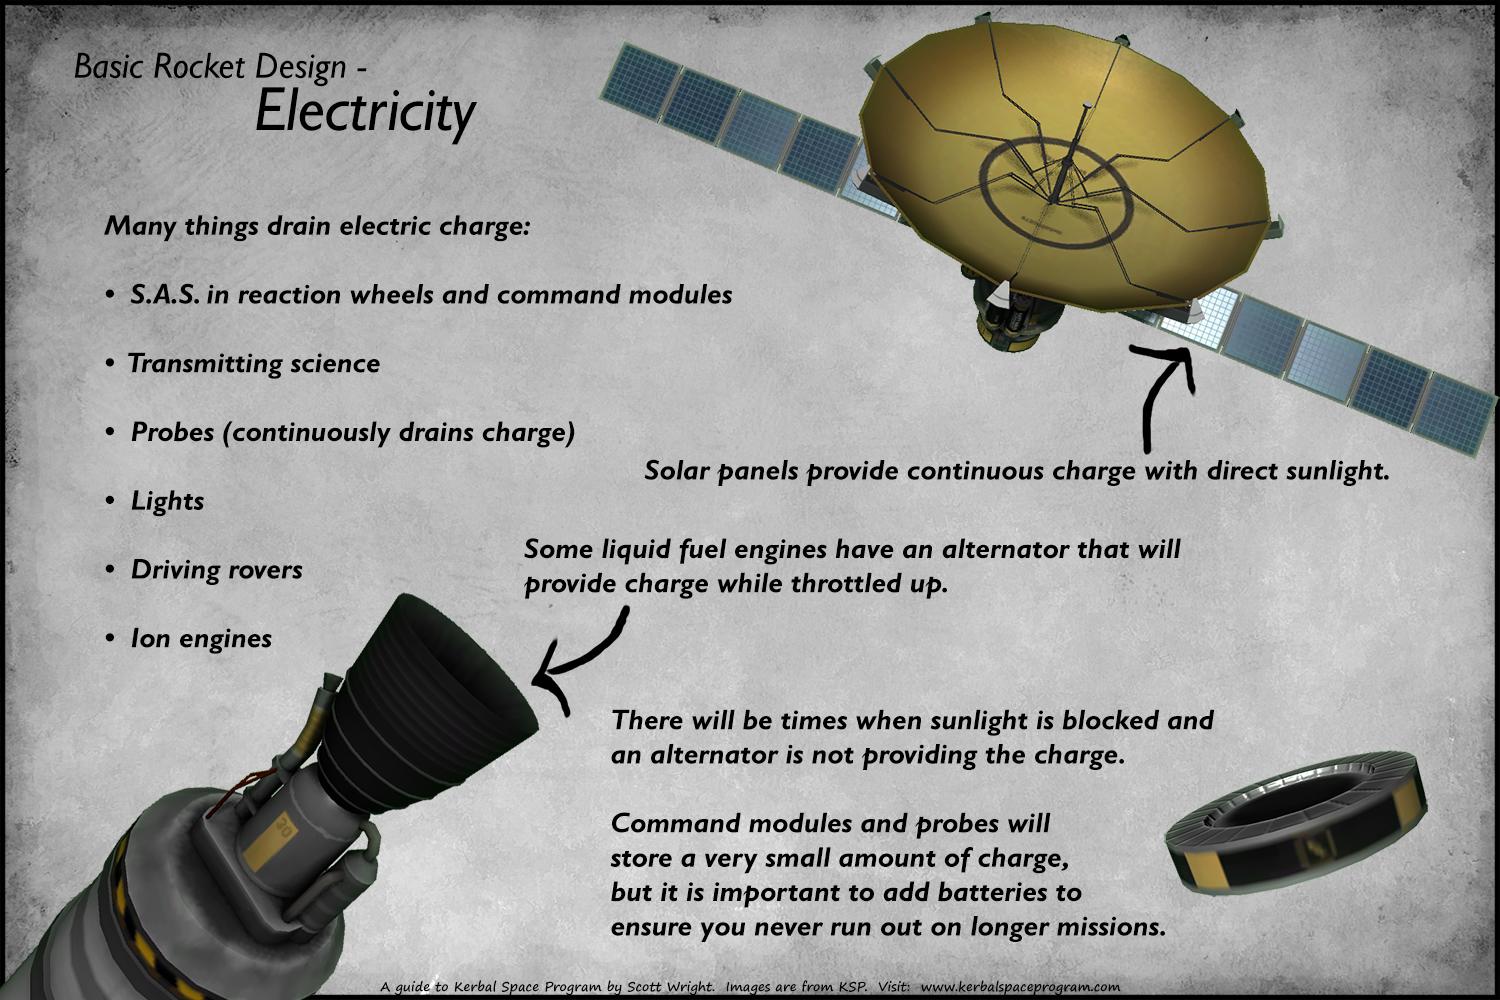 Basic Rocket Design -
Electricity
Many things drain electric charge:
• S.A.S. in reaction wheels and command modules
• Transmitting science
• Probes (continuously drains charge)
• Lights
• Driving rovers
• Ion engines
Solar panels provide continuous charge with direct sunlight.
Some liquid fuel engines have an alternator that will
provide charge while throttled up.
30
There will be times when sunlight is blocked and
an alternator is not providing the charge.
Command modules and probes will
store a very small amount of charge,
but it is important to add batteries to
ensure you never run out on longer missions.
A guide to Kerbal Space Program by Scott Wright. Images are from KSP. Visit: www.kerbalspaceprogram.com